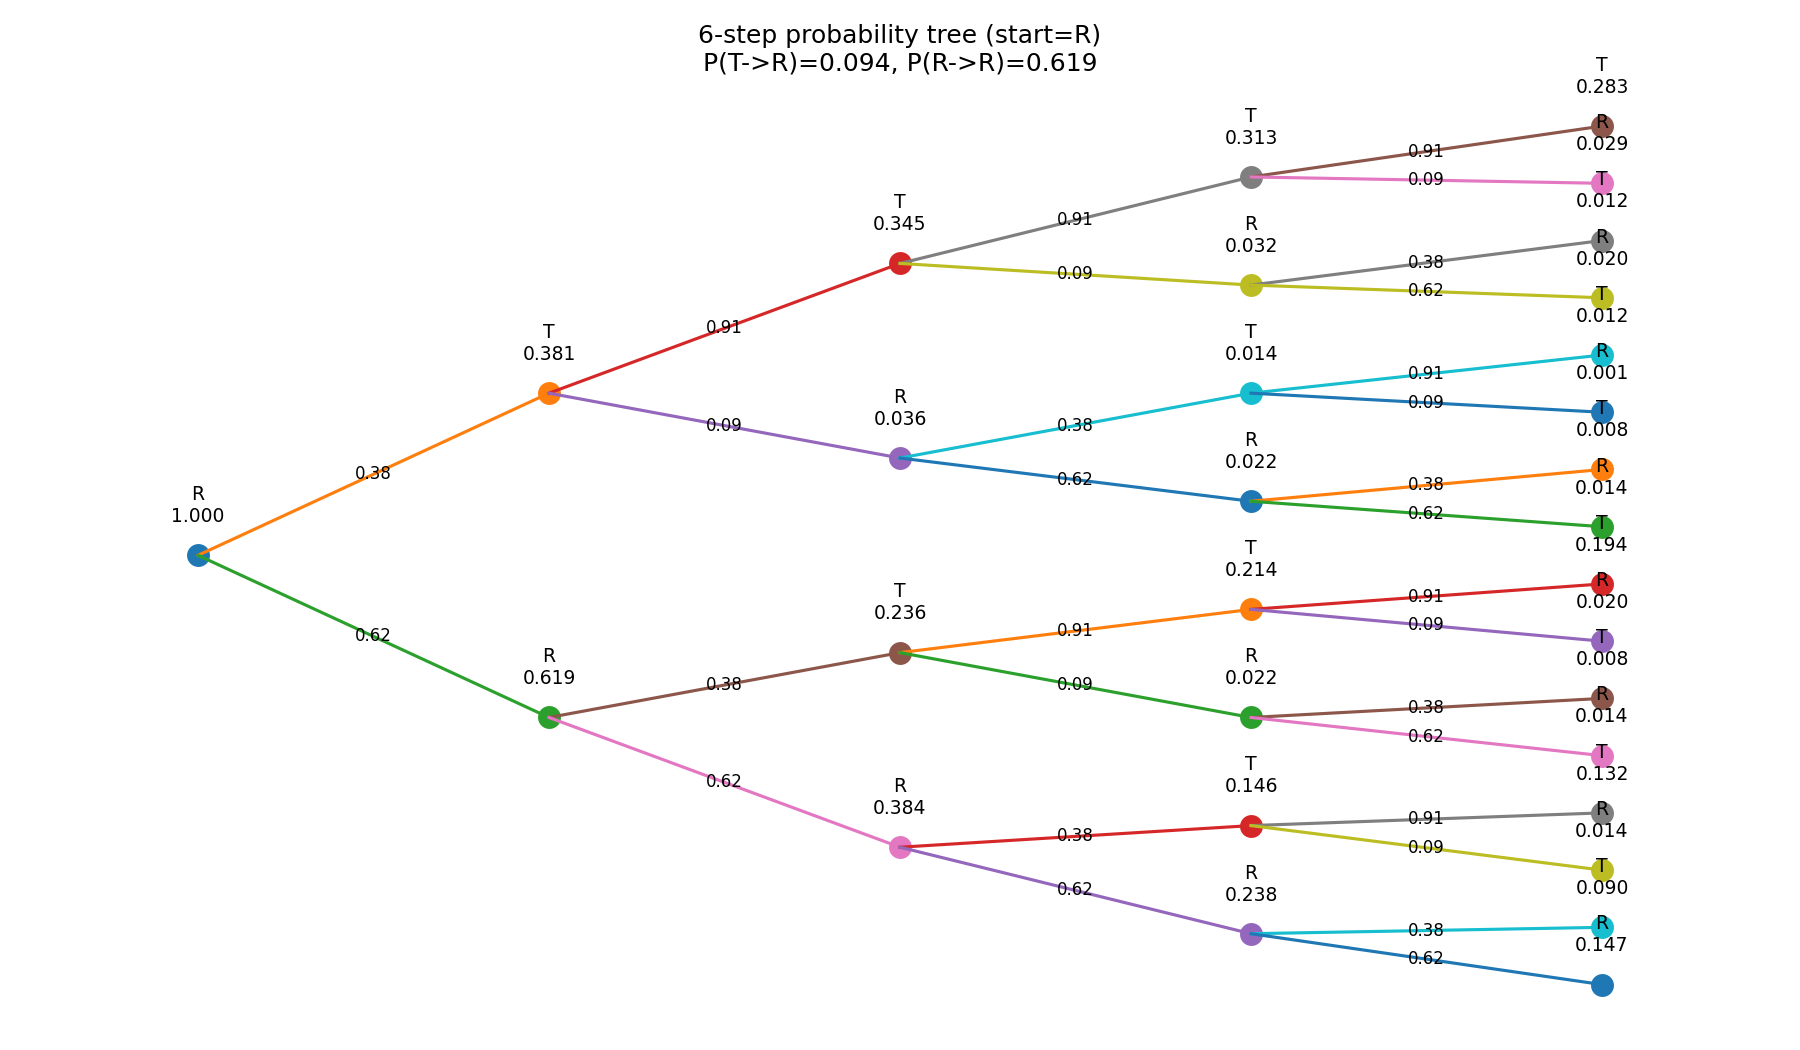 6-step probability tree (start=R)
P(T->R)=0.094, P(R->R)=0.619
R
1.000
0.38
0.62
T
0.381
R
0.619
0.91
0.09
0.38
0.62
T
0.345
R
0.036
T
0.236
R
0.384
0.91
0.09
0.38
0.62
0.91
0.09
0.38
0.62
T
0.313
R
0.032
T
0.014
R
0.022
T
0.214
R
0.022
T
0.146
R
0.238
0.91
0.09
0.38
0.62
0.91
0.09
0.38
0.62
0.91
0.09
0.38
0.62
0.91
0.09
0.38
0.62
T
0.283
R
0.029
T
0.012
R
0.020
T
0.012
R
0.001
T
0.008
R
0.014
T
0.194
R
0.020
T
0.008
R
0.014
T
0.132
R
0.014
T
0.090
R
0.147